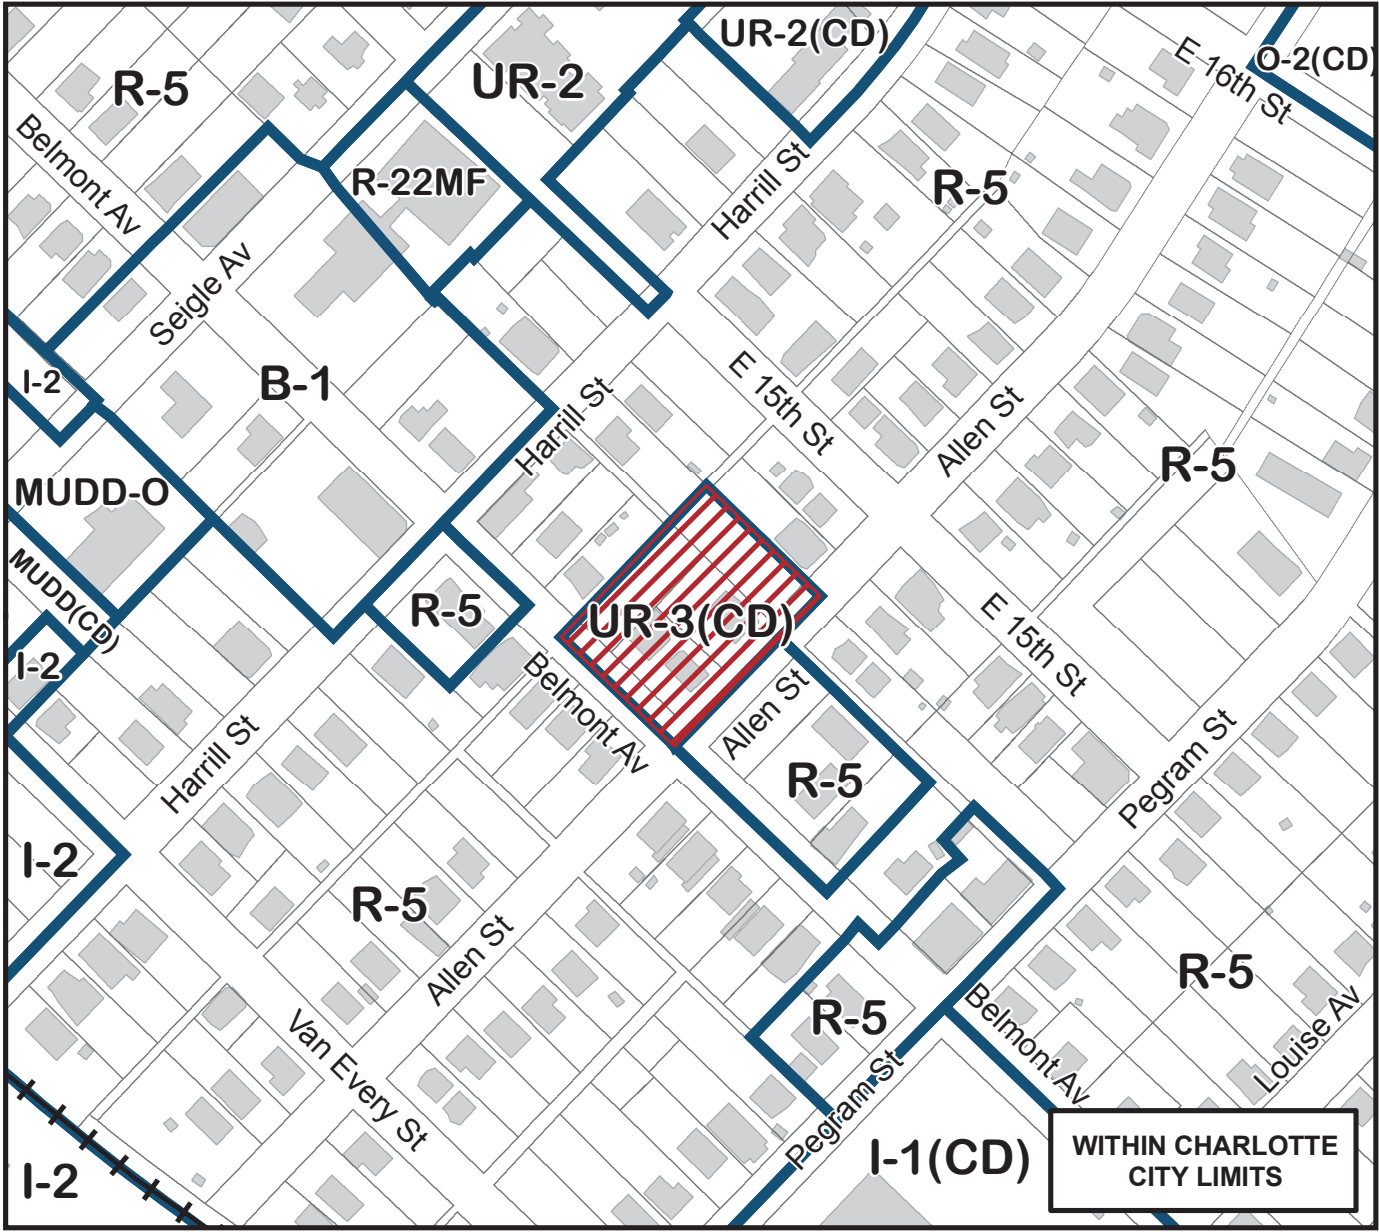 UR-2(CD)
E 16th St
O-2(CD)
R-5
UR-2
Belmont Av
R-22MF
Harrill St
R-5
Seigle Av
I-2
B-1
E 15th St
Harrill St
Allen St
R-5
MUDD-O
MUDD(CD)
R-5
UR-3(CD)
E 15th St
I-2
Belmont Av
Allen St
Harrill St
Pegram St
R-5
I-2
R-5
Allen St
R-5
R-5
Belmont Av
Louise Av
Van Every St
Pegram St
I-1(CD)
I-2
WITHIN CHARLOTTE
CITY LIMITS